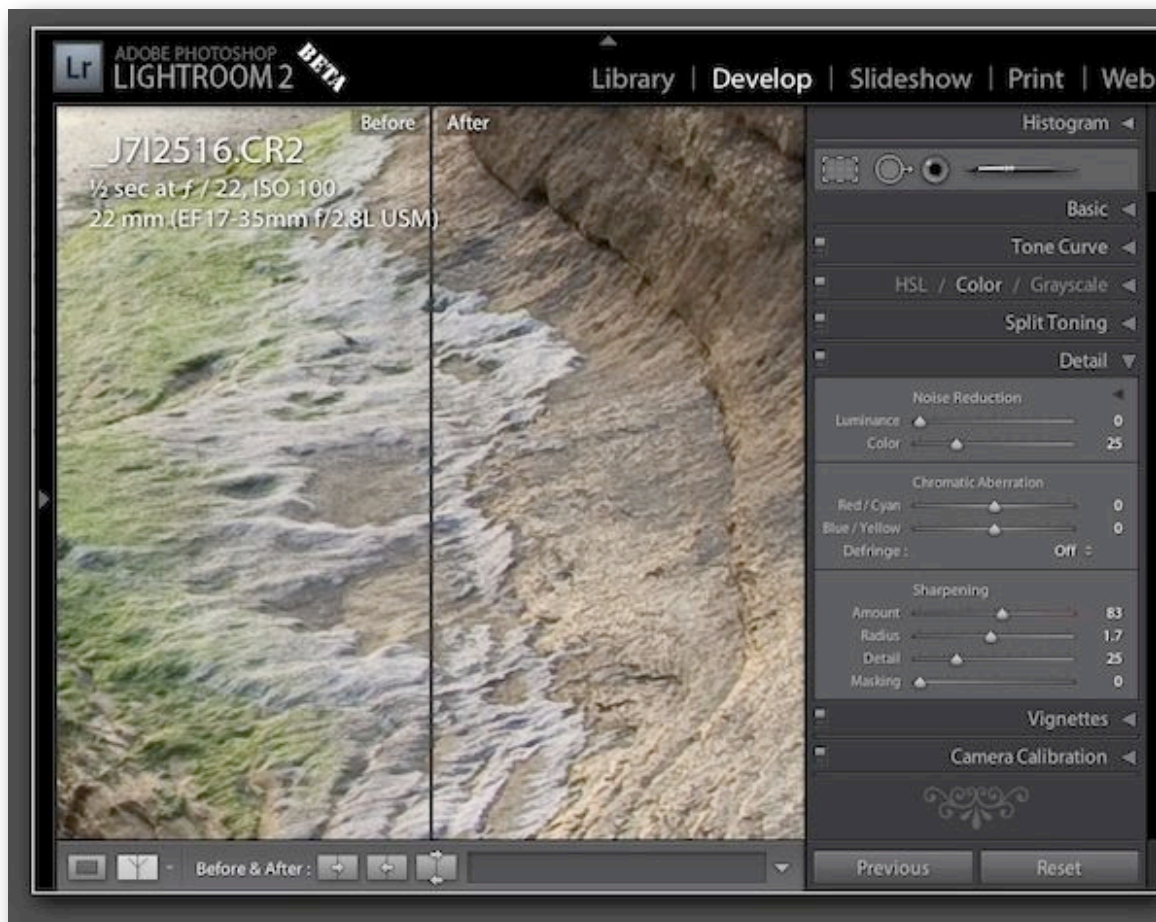 Lr
ADOBE PHOTOSHOP
LIGHTROOM 2
BETA
Library | Develop | Slideshow | Print | Web
Before
After
_J7I2516.CR2
½ sec at ƒ / 22, ISO 100
22 mm (EF17-35mm f/2.8L USM)
Histogram
Basic
Tone Curve
HSL / Color / Grayscale
Split Toning
Detail
Noise Reduction
Luminance 0
Color 25
Chromatic Aberration
Red / Cyan 0
Blue / Yellow 0
Defringe : Off
Sharpening
Amount 83
Radius 1.7
Detail 25
Masking 0
Vignettes
Camera Calibration
Before & After :
Previous
Reset